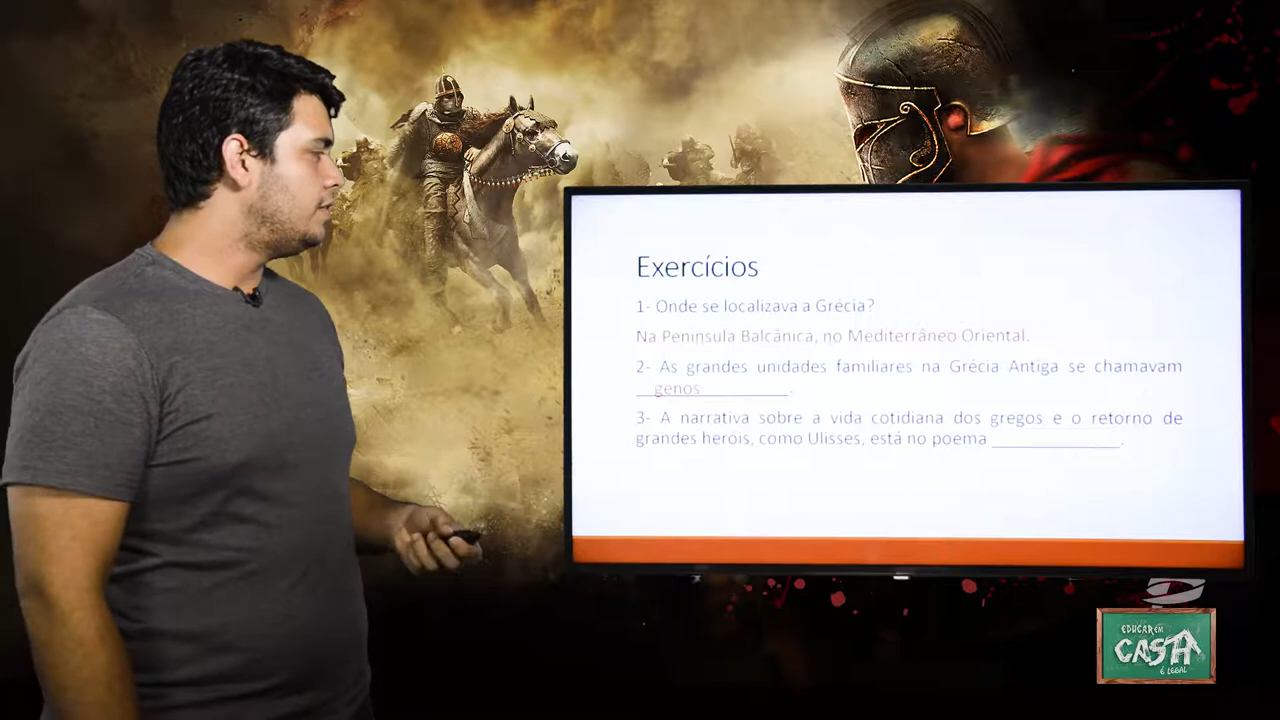 Exercícios
1- Onde se localizava a Grécia?
Na Península Balcânica, no Mediterrâneo Oriental.
2- As grandes unidades familiares na Grécia Antiga se chamavam
__genos__________.
3- A narrativa sobre a vida cotidiana dos gregos e o retorno de
grandes heróis, como Ulisses, está no poema ______________.
EDUCAR EM
CASA
É LEGAL